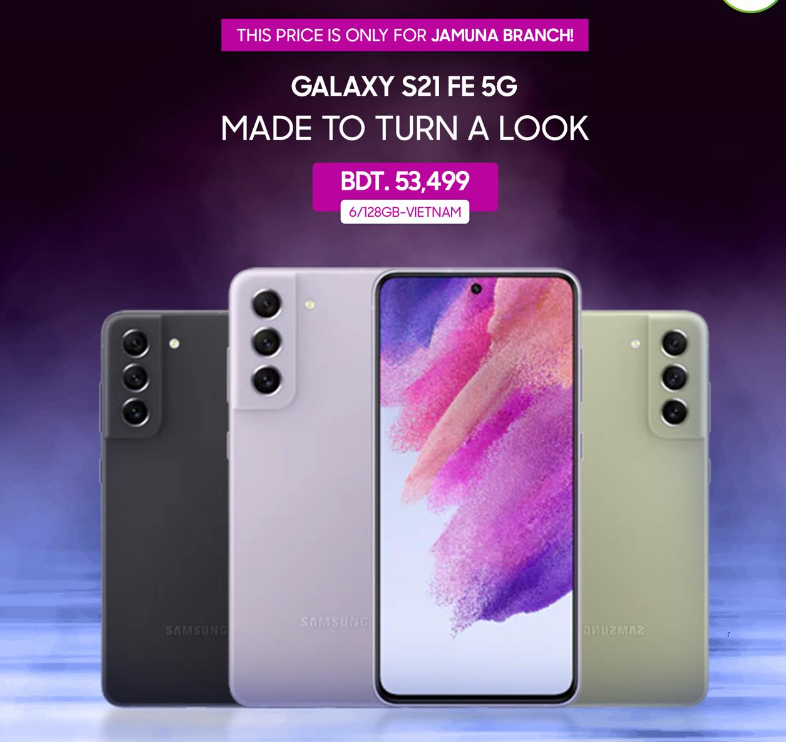 THIS PRICE IS ONLY FOR JAMUNA BRANCH!
GALAXY S21 FE 5G
MADE TO TURN A LOOK
BDT. 53,499
6/128GB-VIETNAM
SAMSUNG
SAMSUNG
SAMSUNG